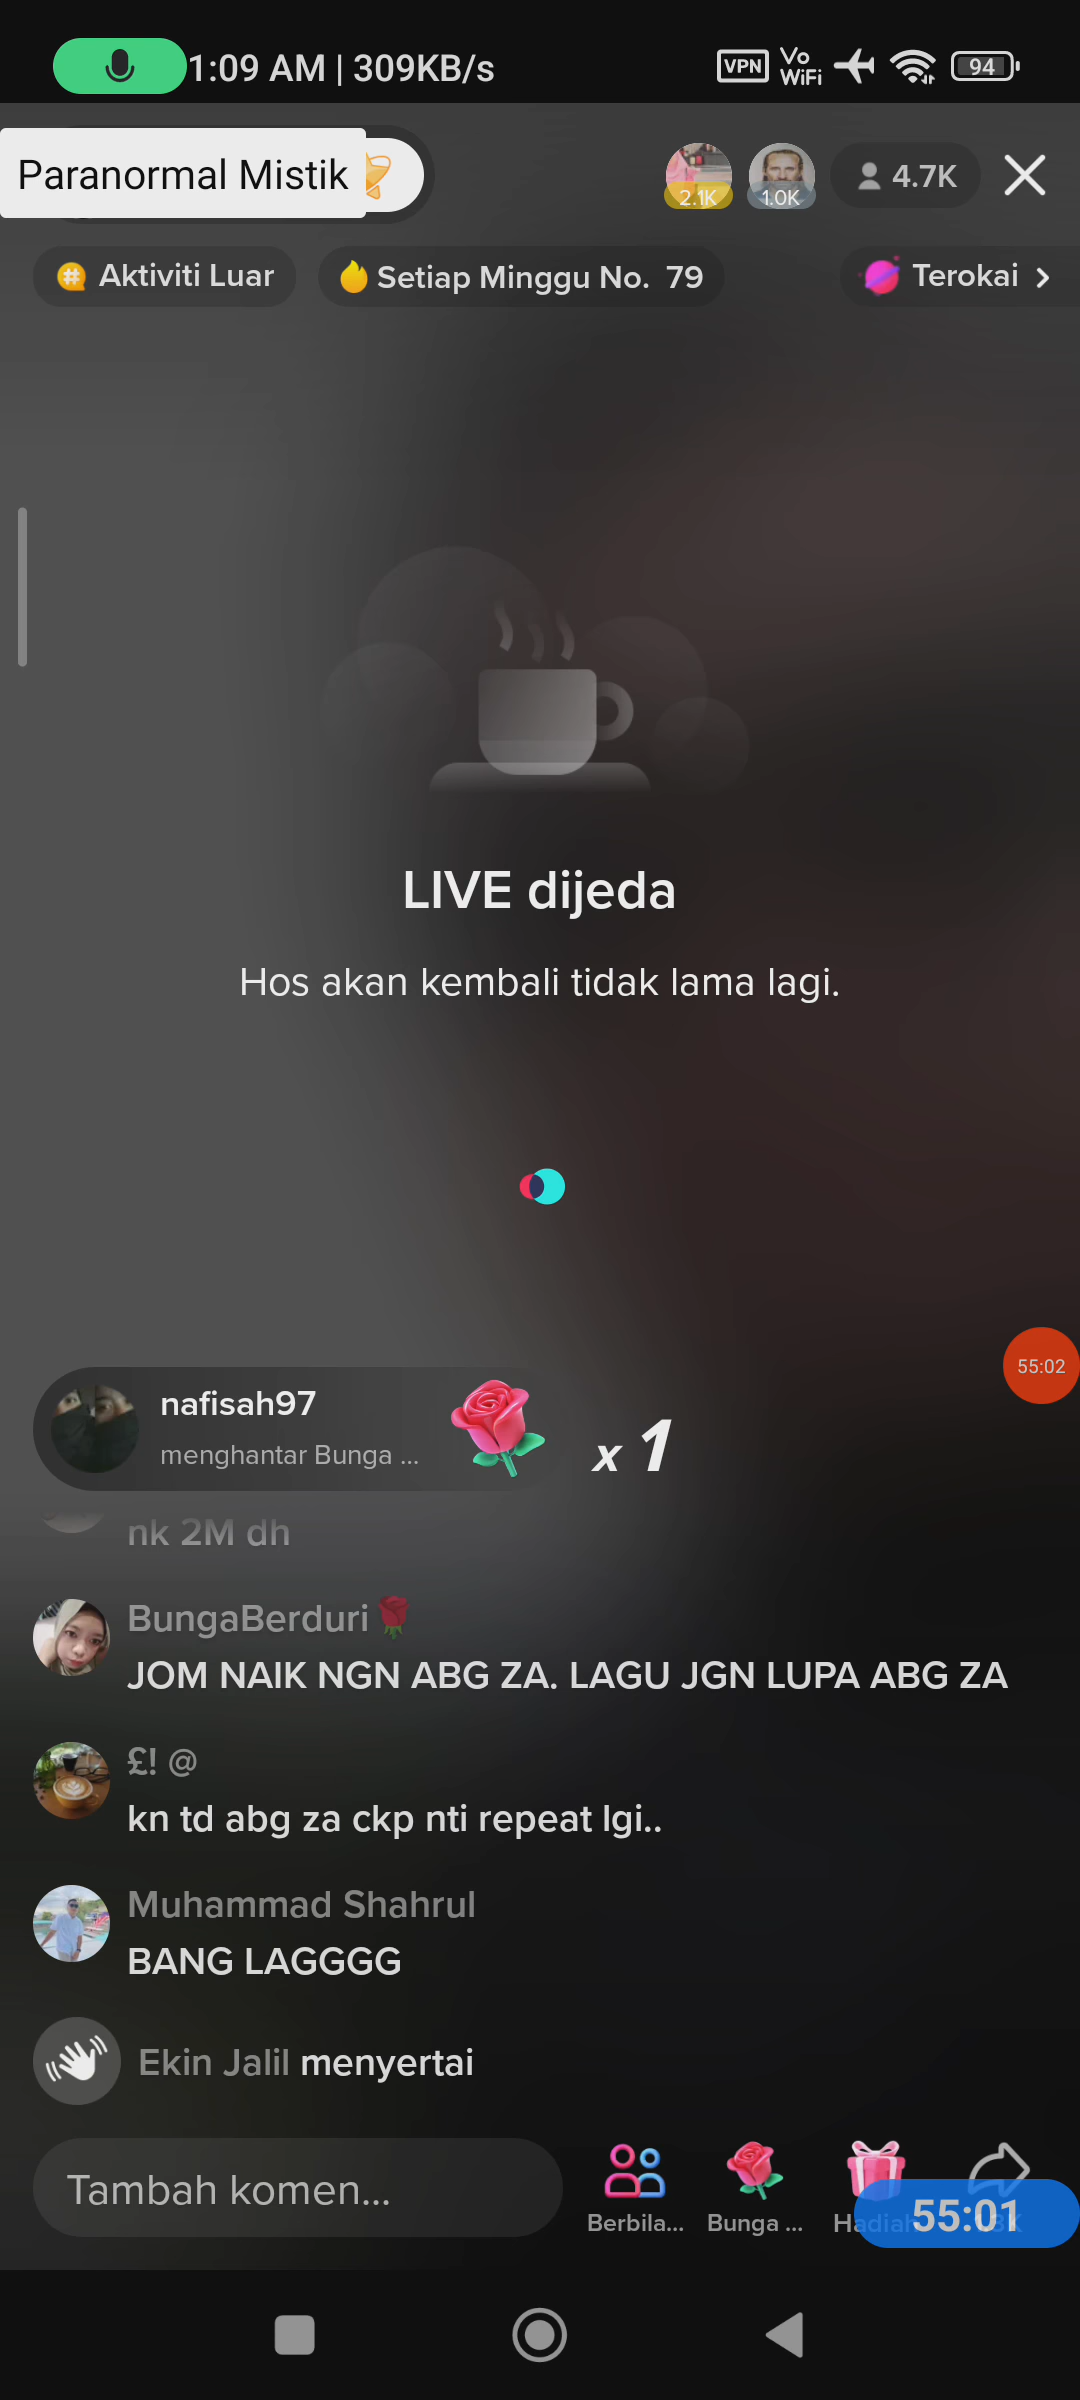 1:09 AM | 309KB/s
VPN
Vo
WiFi
94
Paranormal Mistik
2.1K
1.0K
4.7K
Aktiviti Luar
Setiap Minggu No. 79
Terokai
LIVE dijeda
Hos akan kembali tidak lama lagi.
55:02
nafisah97
menghantar Bunga ...
x 1
nk 2M dh
BungaBerduri🌹
JOM NAIK NGN ABG ZA. LAGU JGN LUPA ABG ZA
£! @
kn td abg za ckp nti repeat lgi..
Muhammad Shahrul
BANG LAGGGG
Ekin Jalil menyertai
Tambah komen...
Berbila...
Bunga ...
Hadiah
55:01